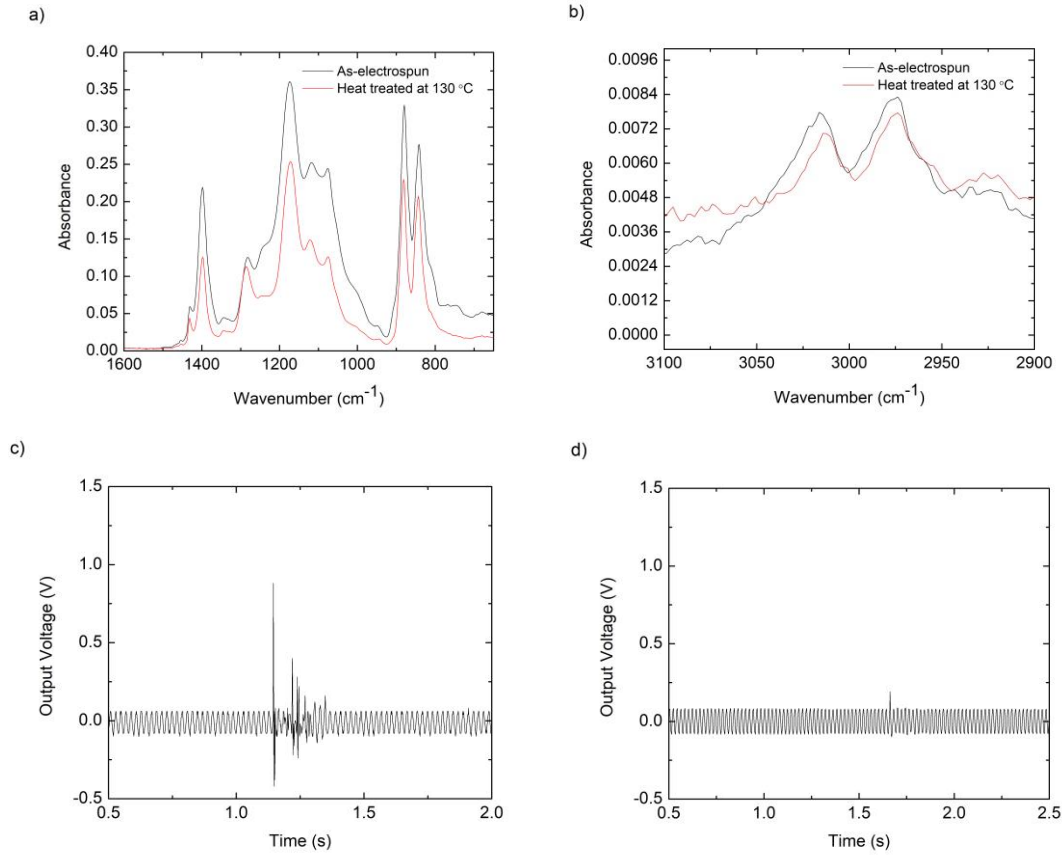 a)
0.40
0.35
0.30
0.25
0.20
0.15
0.10
0.05
0.00
1600
1400
1200
1000
800
Absorbance
Wavenumber (cm-1)
As-electrospun
Heat treated at 130 °C
b)
0.0096
0.0084
0.0072
0.0060
0.0048
0.0036
0.0024
0.0012
0.0000
3100
3050
3000
2950
2900
Absorbance
Wavenumber (cm-1)
As-electrospun
Heat treated at 130 °C
c)
1.5
1.0
0.5
0.0
-0.5
0.5
1.0
1.5
2.0
Output Voltage (V)
Time (s)
d)
1.5
1.0
0.5
0.0
-0.5
0.5
1.0
1.5
2.0
2.5
Output Voltage (V)
Time (s)